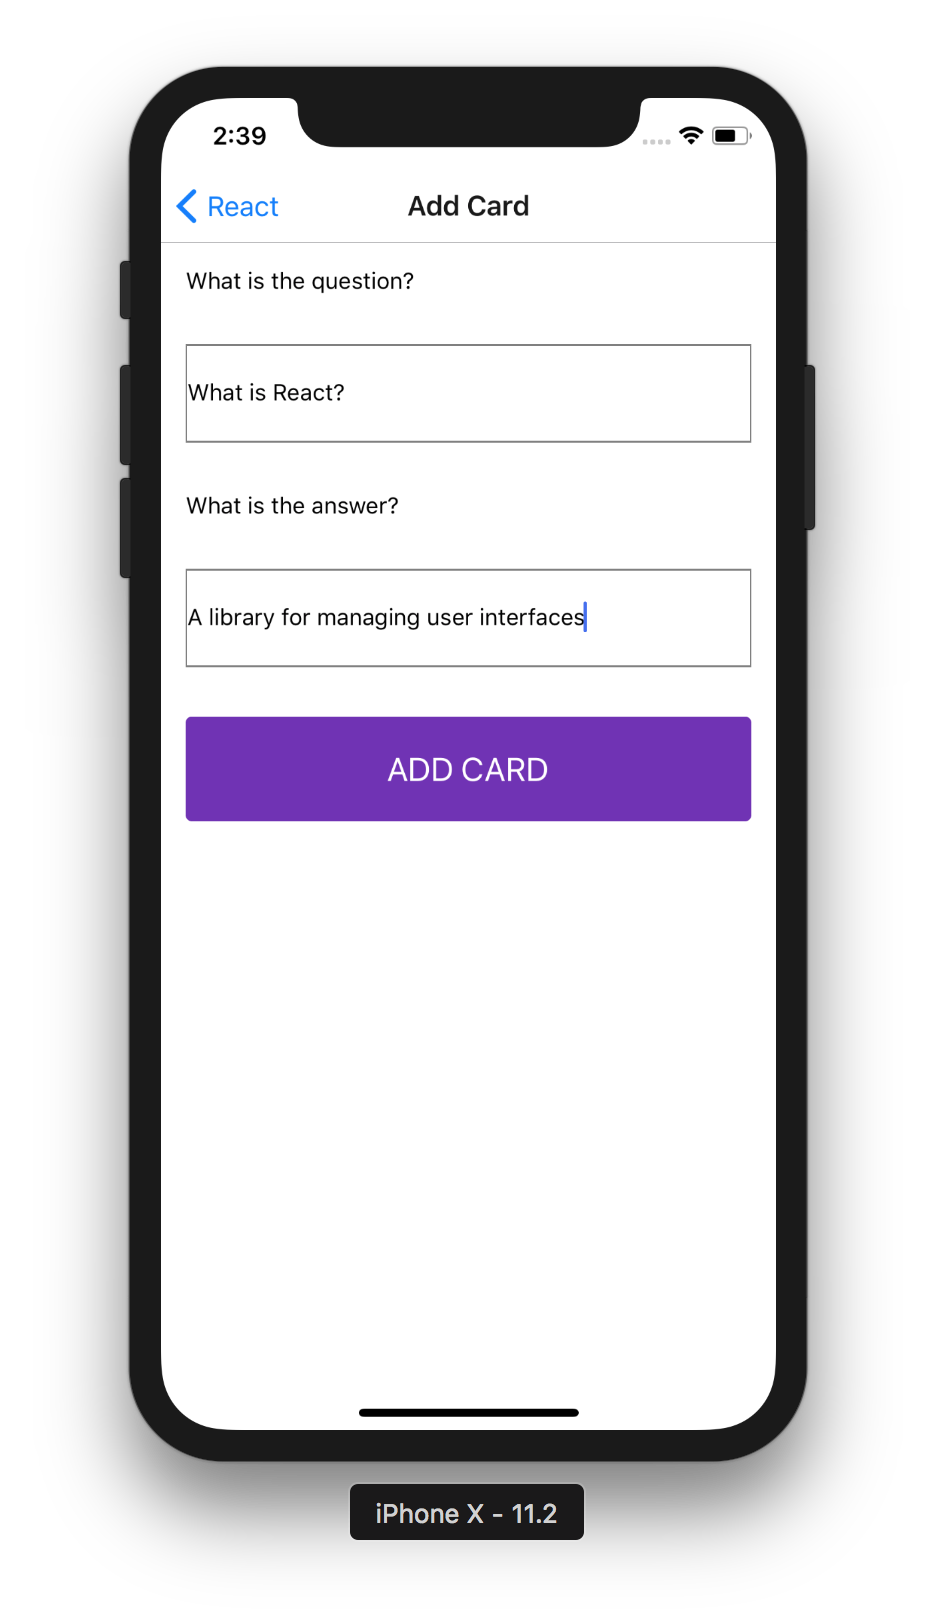 2:39
React
Add Card
What is the question?
What is React?
What is the answer?
A library for managing user interfaces
ADD CARD
iPhone X - 11.2